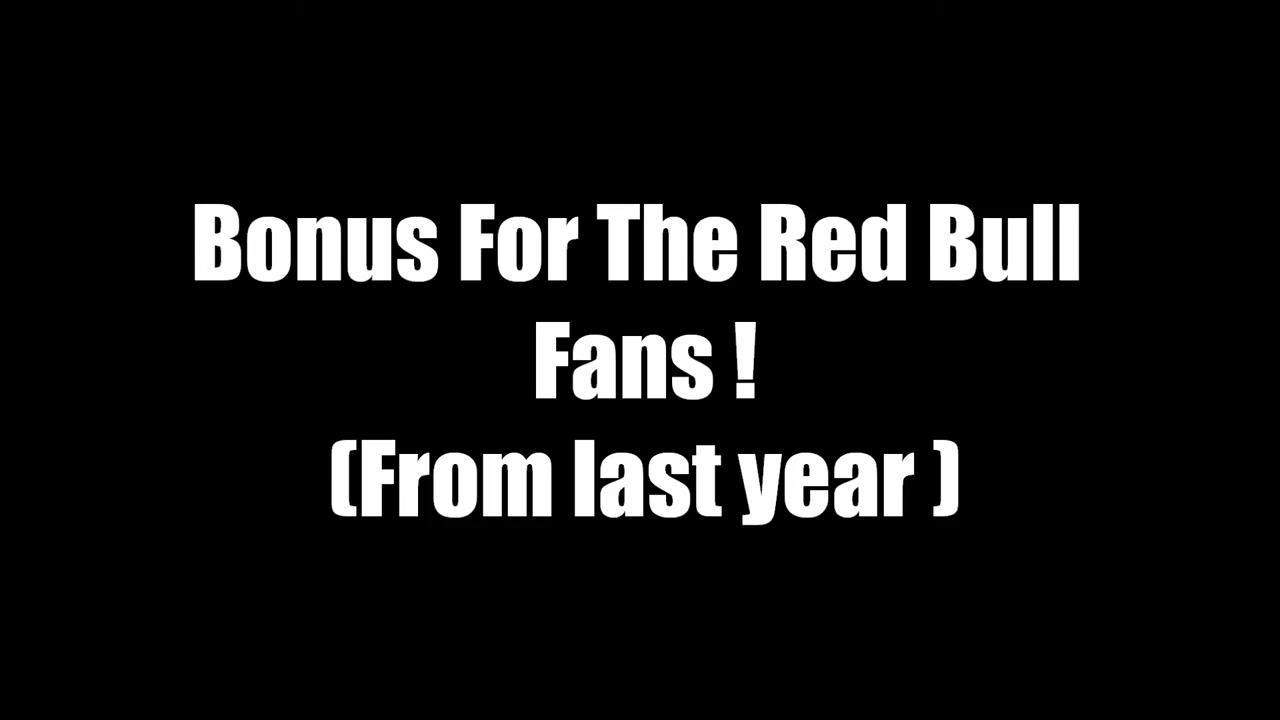 Bonus For The Red Bull
Fans !
(From last year )